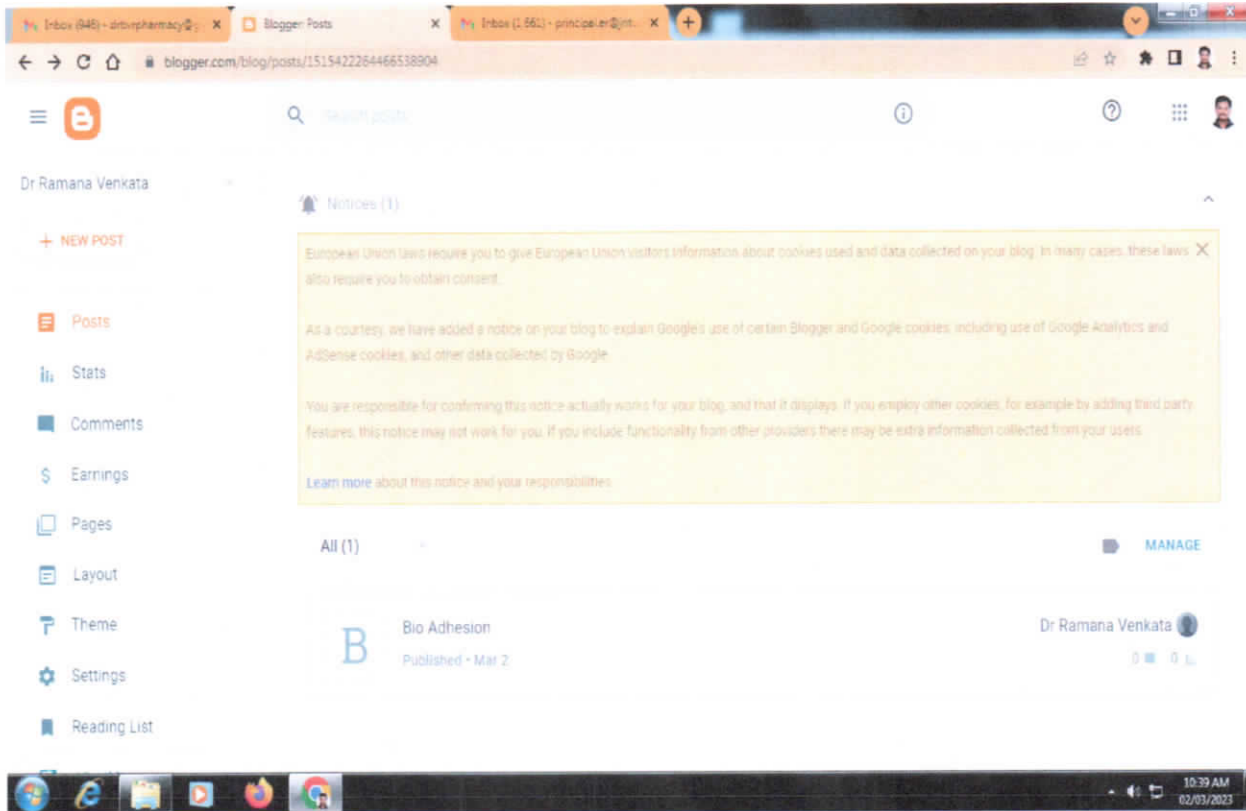 Inbox (946) - drbvrpharmacy@g...
Blogger: Posts
Inbox (1,661) - principal.er@jnt...
blogger.com/blog/posts/1515422264466538904
Search posts
Dr Ramana Venkata
Notices (1)
+ NEW POST
European Union laws require you to give European Union visitors information about cookies used and data collected on your blog. In many cases, these laws
also require you to obtain consent.
As a courtesy, we have added a notice on your blog to explain Google's use of certain Blogger and Google cookies, including use of Google Analytics and
AdSense cookies, and other data collected by Google.
You are responsible for confirming this notice actually works for your blog, and that it displays. If you employ other cookies, for example by adding third party
features, this notice may not work for you. If you include functionality from other providers there may be extra information collected from your users.
Learn more about this notice and your responsibilities.
Posts
Stats
Comments
Earnings
Pages
Layout
Theme
Settings
Reading List
All (1)
MANAGE
B
Bio Adhesion
Dr Ramana Venkata
Published • Mar 2
0 0
10:39 AM
02/03/2023